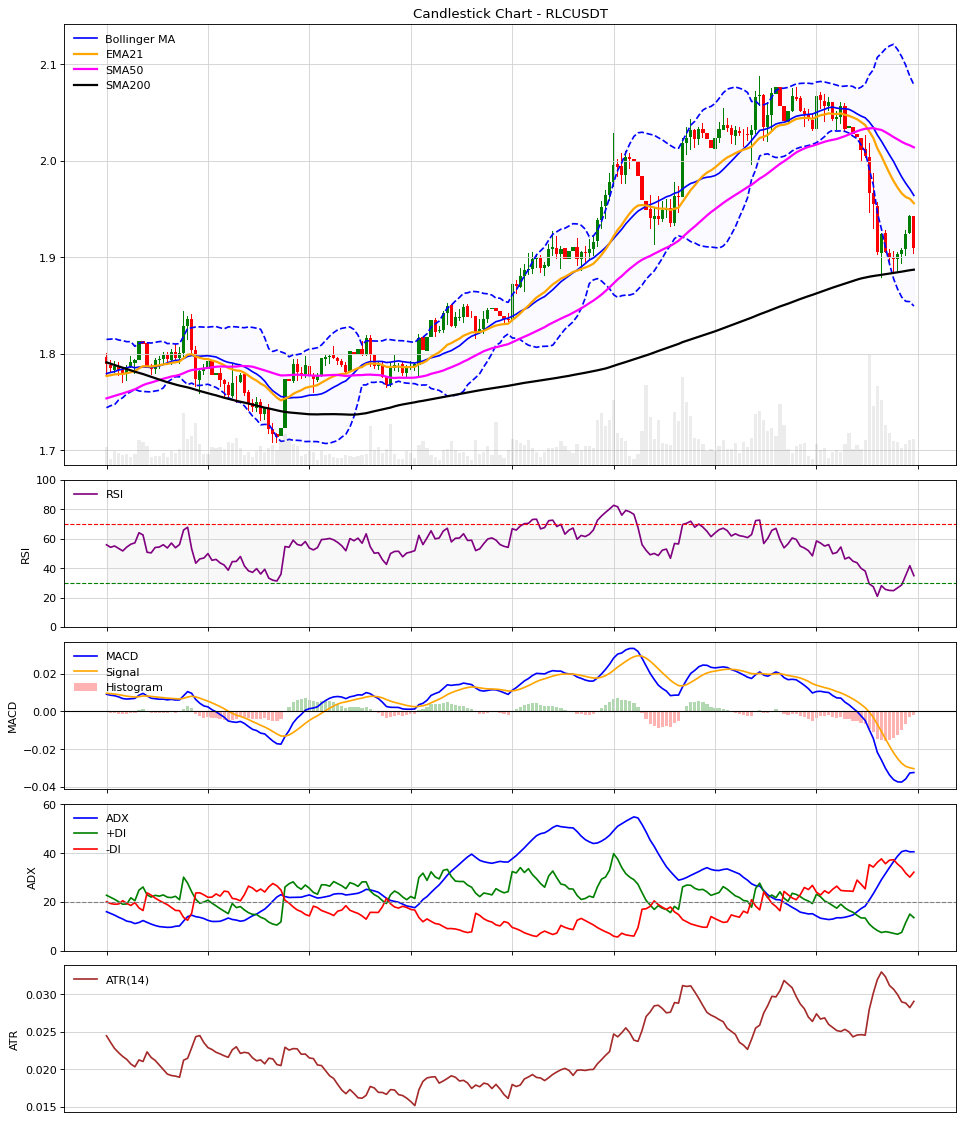 Candlestick Chart - RLCUSDT
Bollinger MA
EMA21
SMA50
SMA200
2.1
2.0
1.9
1.8
1.7
RSI
RSI
100
80
60
40
20
0
MACD
MACD
Signal
Histogram
0.02
0.00
−0.02
−0.04
ADX
ADX
+DI
-DI
60
40
20
0
ATR
ATR(14)
0.030
0.025
0.020
0.015